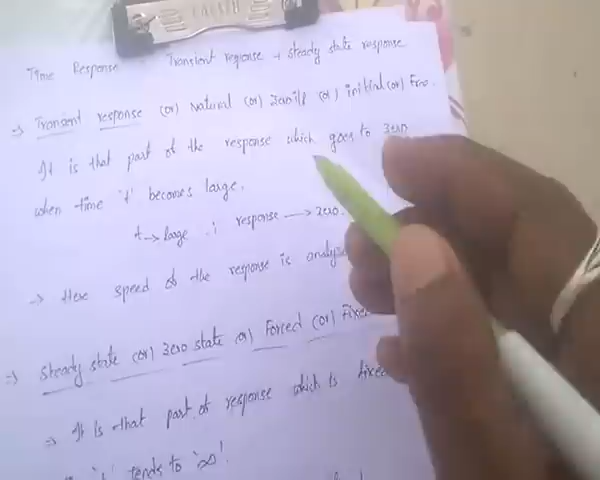 Time Response = Transient response + steady state response
⇒ Transient response (or) Natural (or) Zero i/p (or) initial (or) Free.
It is that part of the response which goes to zero
when time 't' becomes large.
t → large ∴ response → zero.
→ Here speed of the response is
⇒ Steady state (or) Zero state (or) Forced (or) Fixed
⇒ It is that part of response which is fixed
't' tends to '∞'.